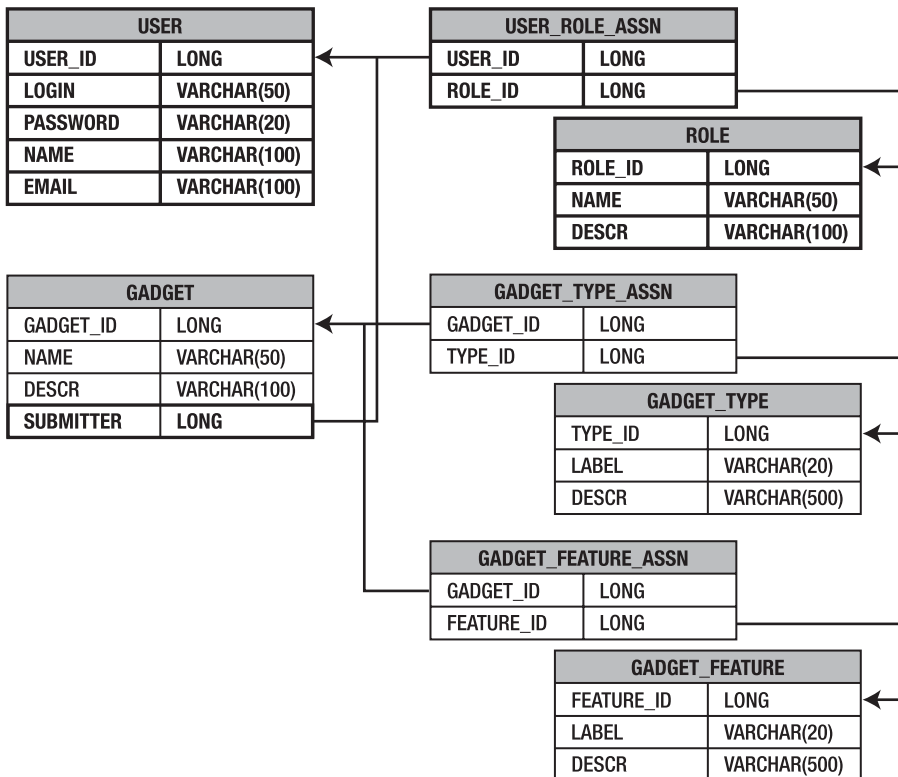 USER
USER_ID LONG
LOGIN VARCHAR(50)
PASSWORD VARCHAR(20)
NAME VARCHAR(100)
EMAIL VARCHAR(100)
USER_ROLE_ASSN
USER_ID LONG
ROLE_ID LONG
ROLE
ROLE_ID LONG
NAME VARCHAR(50)
DESCR VARCHAR(100)
GADGET
GADGET_ID LONG
NAME VARCHAR(50)
DESCR VARCHAR(100)
SUBMITTER LONG
GADGET_TYPE_ASSN
GADGET_ID LONG
TYPE_ID LONG
GADGET_TYPE
TYPE_ID LONG
LABEL VARCHAR(20)
DESCR VARCHAR(500)
GADGET_FEATURE_ASSN
GADGET_ID LONG
FEATURE_ID LONG
GADGET_FEATURE
FEATURE_ID LONG
LABEL VARCHAR(20)
DESCR VARCHAR(500)